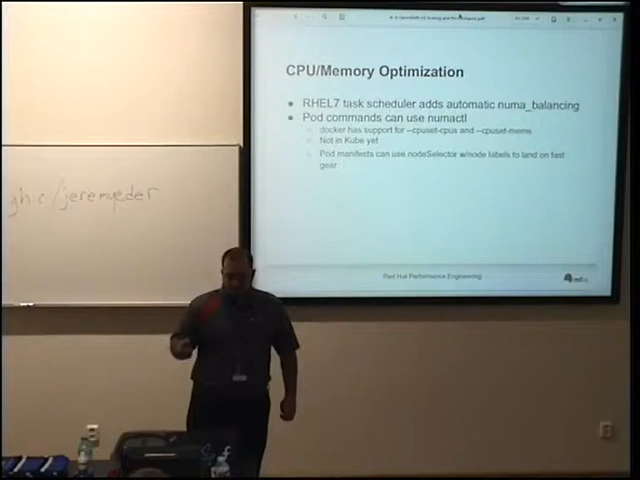 CPU/Memory Optimization
RHEL7 task scheduler adds automatic numa_balancing
Pod commands can use numactl
docker has support for --cpuset-cpus and --cpuset-mems
Not in Kube yet
Pod manifests can use nodeSelector w/node labels to land on fast
gear
Red Hat Performance Engineering
gh.c/jeremyeder